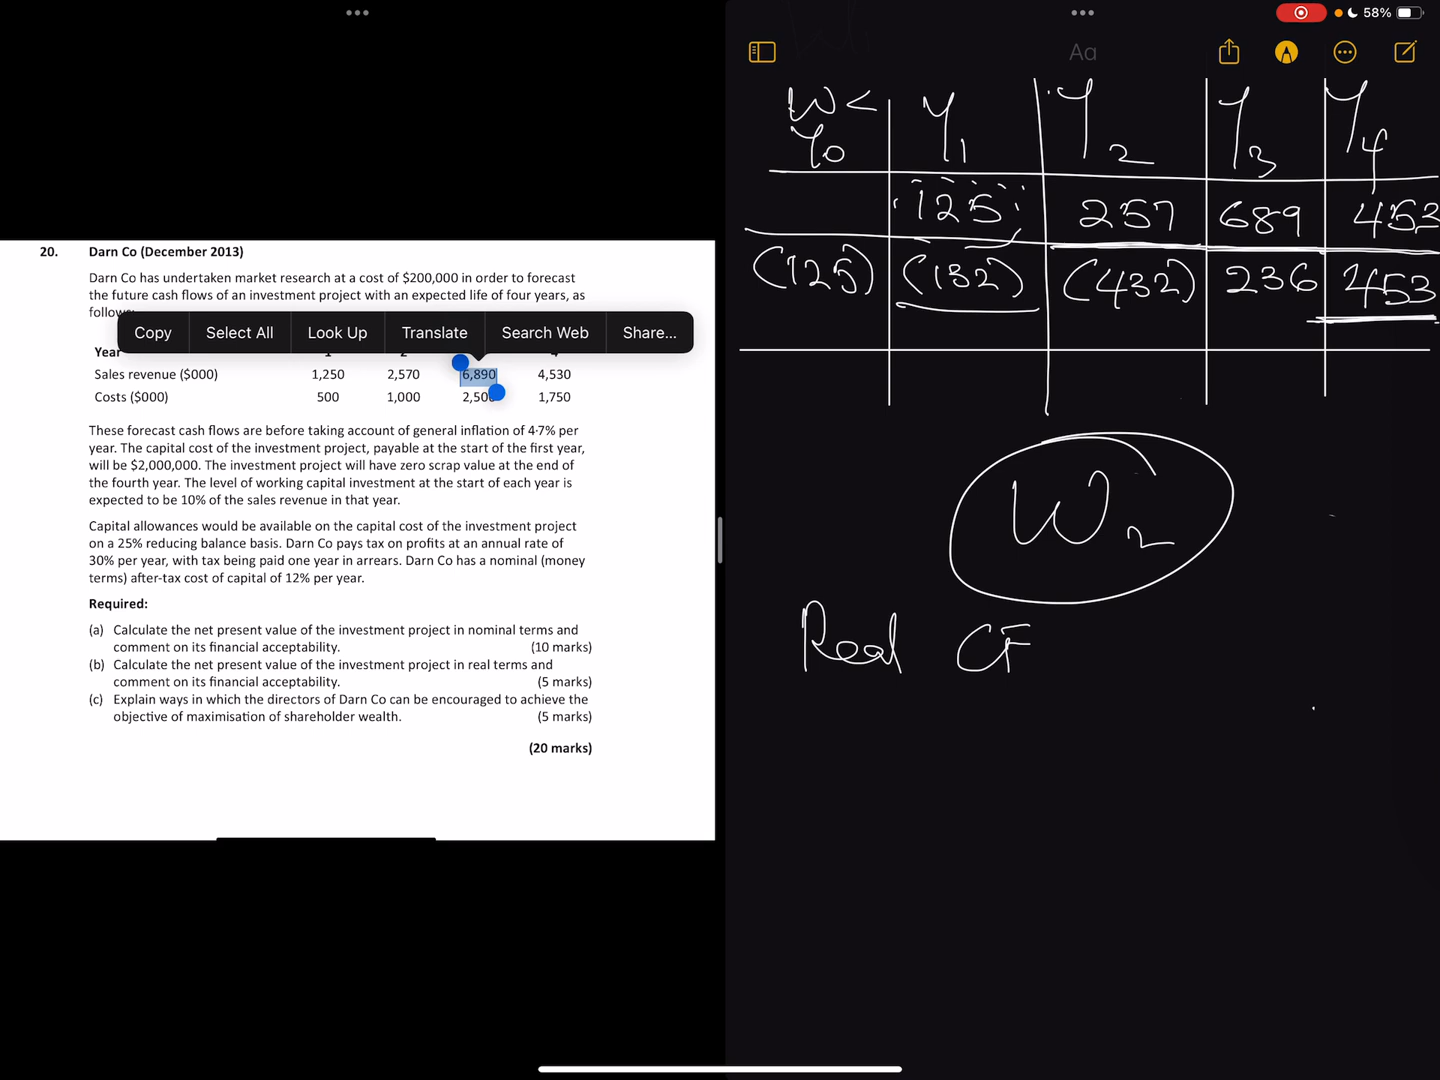 58%
Aa
20. Darn Co (December 2013)
Darn Co has undertaken market research at a cost of $200,000 in order to forecast
the future cash flows of an investment project with an expected life of four years, as
Copy Select All Look Up Translate Search Web Share...
Year
Sales revenue ($000) 1,250 2,570 6,890 4,530
Costs ($000) 500 1,000 2,500 1,750
These forecast cash flows are before taking account of general inflation of 4·7% per
year. The capital cost of the investment project, payable at the start of the first year,
will be $2,000,000. The investment project will have zero scrap value at the end of
the fourth year. The level of working capital investment at the start of each year is
expected to be 10% of the sales revenue in that year.
Capital allowances would be available on the capital cost of the investment project
on a 25% reducing balance basis. Darn Co pays tax on profits at an annual rate of
30% per year, with tax being paid one year in arrears. Darn Co has a nominal (money
terms) after-tax cost of capital of 12% per year.
Required:
(a) Calculate the net present value of the investment project in nominal terms and
comment on its financial acceptability. (10 marks)
(b) Calculate the net present value of the investment project in real terms and
comment on its financial acceptability. (5 marks)
(c) Explain ways in which the directors of Darn Co can be encouraged to achieve the
objective of maximisation of shareholder wealth. (5 marks)
(20 marks)
WC
Y0 Y1 Y2 Y3 Y4
125 257 689 453
(125) (132) (432) 236 453
W2
Real CF